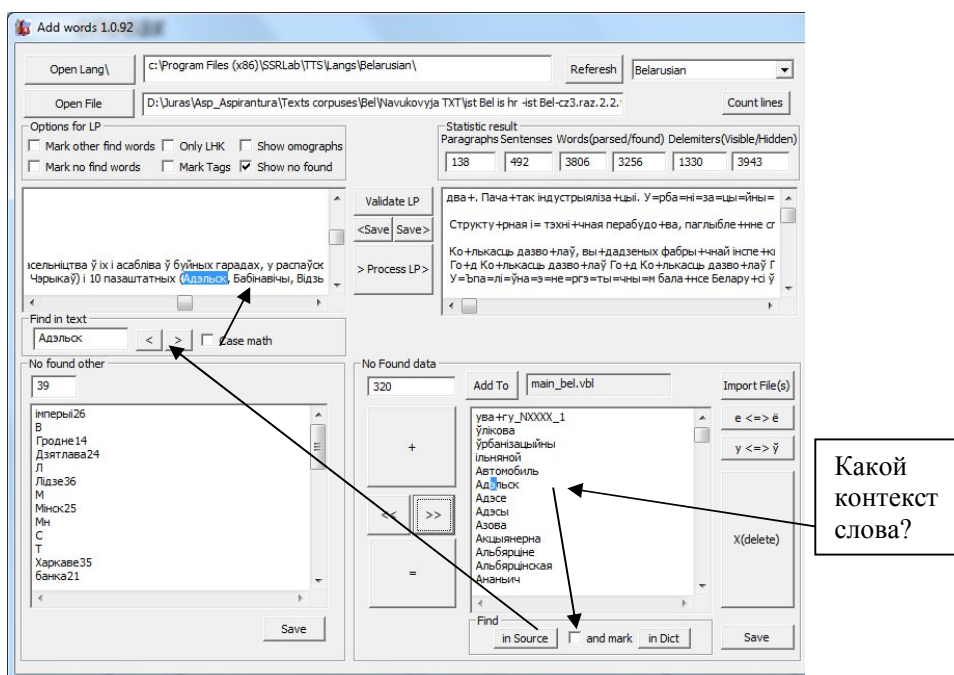 Add words 1.0.92
Open Lang\
c:\Program Files (x86)\SSRLab\TTS\Langs\Belarusian\
Referesh
Belarusian
Open File
D:\Juras\Asp_Aspirantura\Texts corpuses\Bel\Navukovyja TXT\ist Bel is hr -ist Bel-cz3.raz.2.2.
Count lines
Options for LP
Mark other find words
Only LHK
Show omographs
Mark no find words
Mark Tags
Show no found
Statistic result
Paragraphs Sentenses Words(parsed/found) Delemiters(Visible/Hidden)
138 492 3806 3256 1330 3943
асельніцтва ў іх і асабліва ў буйных гарадах, у распаўск
Чэрыкаў) і 10 пазаштатных (Адэльск, Бабінавічы, Відзь
Validate LP
<Save Save>
> Process LP>
два+. Пача+так індустрыяліза+цыі. У=рба=ні=за=цы=йны=
Структу+рная і= тэхні+чная перабудо+ва, паглыбле+нне сг
Ко+лькасць дазво+лаў, вы+дадзеных фабры+чнай інспе+кі
Го+д Ко+лькасць дазво+лаў Го+д Ко+лькасць дазво+лаў Г
У=Ъпа=лі=ўна=э=не=ргэ=ты=чны=м бала+нсе Белару+сі ў
Find in text
Адэльск
< >
Case math
No found other
39
імперыі26
В
Гродне14
Дзятлава24
Л
Лідзе36
М
Мінск25
Мн
С
Т
Харкаве35
банка21
Save
No Found data
320
Add To
main_bel.vbl
Import File(s)
+
<< >>
=
ува+гу_NXXXX_1
ўлікова
ўрбанізацыйны
ільняной
Автомобиль
Адэльск
Адэсе
Адэсы
Азова
Акцыянерна
Альбярціне
Альбярцінская
Ананьич
е <=> ё
у <=> ў
X(delete)
Find
in Source
and mark
in Dict
Save
Какой
контекст
слова?